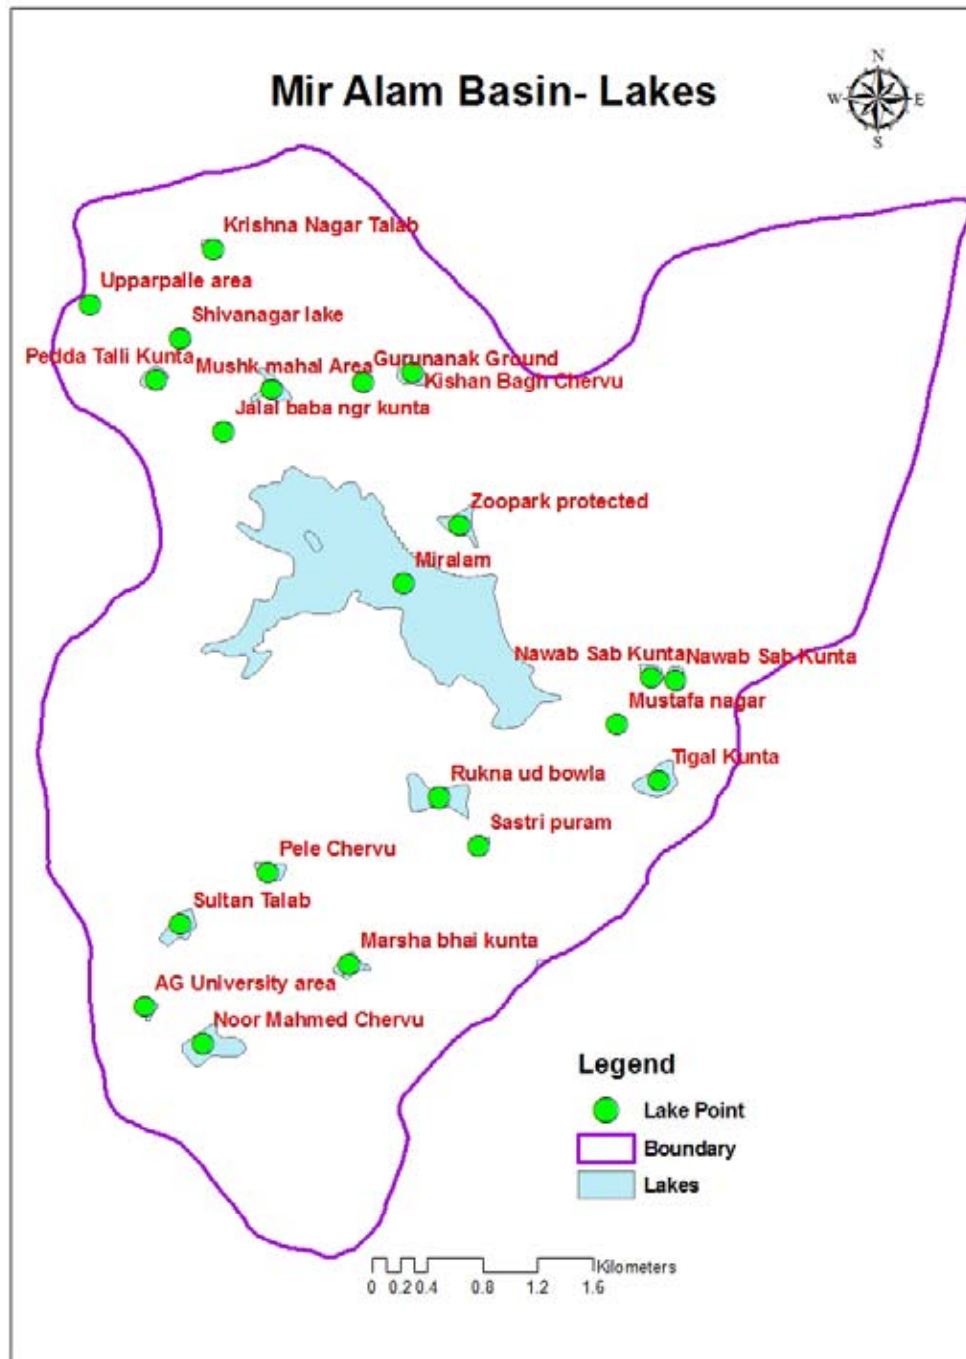 N
Mir Alam Basin- Lakes
W E
S
Krishna Nagar Talab
Upparpalle area
Shivanagar lake
Pedda Talli Kunta
Mushk mahal Area
Gurunanak Ground
Kishan Bagh Chervu
Jalal baba ngr kunta
Zoopark protected
Miralam
Nawab Sab Kunta
Nawab Sab Kunta
Mustafa nagar
Tigal Kunta
Rukna ud bowla
Sastri puram
Pele Chervu
Sultan Talab
Marsha bhai kunta
AG University area
Noor Mahmed Chervu
Legend
Lake Point
Boundary
Lakes
Kilometers
0 0.2 0.4 0.8 1.2 1.6